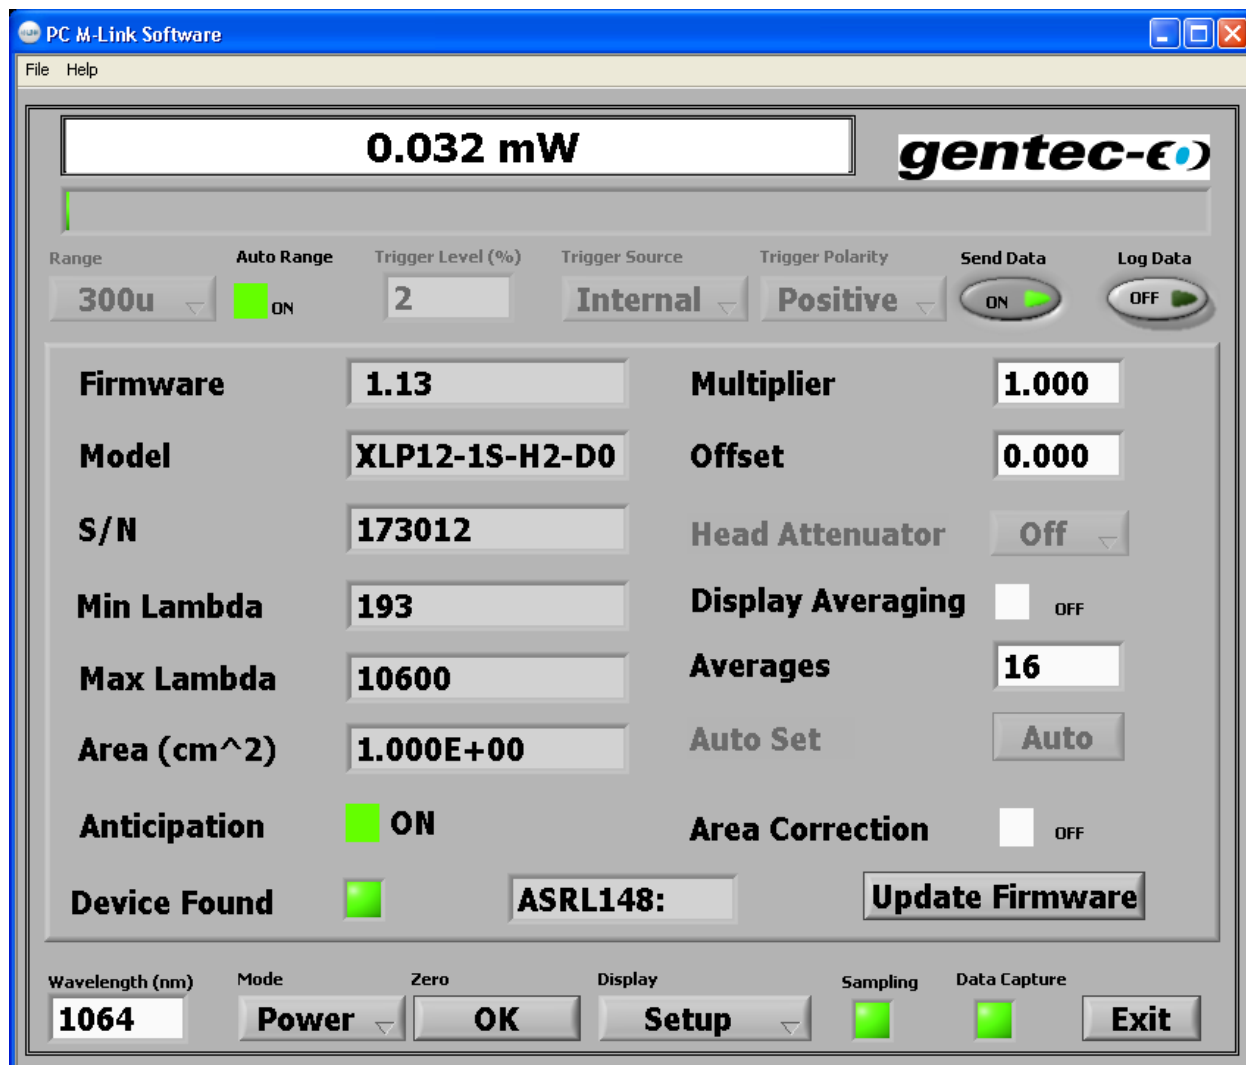 PC M-Link Software
File Help
0.032 mW
gentec-eo
Range Auto Range Trigger Level (%) Trigger Source Trigger Polarity Send Data Log Data
300u ON 2 Internal Positive ON OFF
Firmware 1.13 Multiplier 1.000
Model XLP12-1S-H2-D0 Offset 0.000
S/N 173012 Head Attenuator Off
Min Lambda 193 Display Averaging OFF
Max Lambda 10600 Averages 16
Area (cm^2) 1.000E+00 Auto Set Auto
Anticipation ON Area Correction OFF
Device Found ASRL148: Update Firmware
Wavelength (nm) Mode Zero Display Sampling Data Capture
1064 Power OK Setup Exit